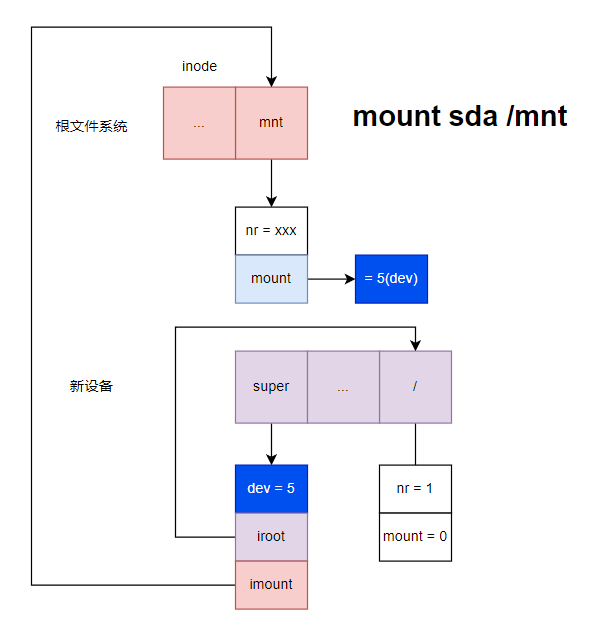 inode
根文件系统
...
mnt
mount sda /mnt
nr = xxx
mount
= 5(dev)
新设备
super
...
/
dev = 5
nr = 1
iroot
mount = 0
imount